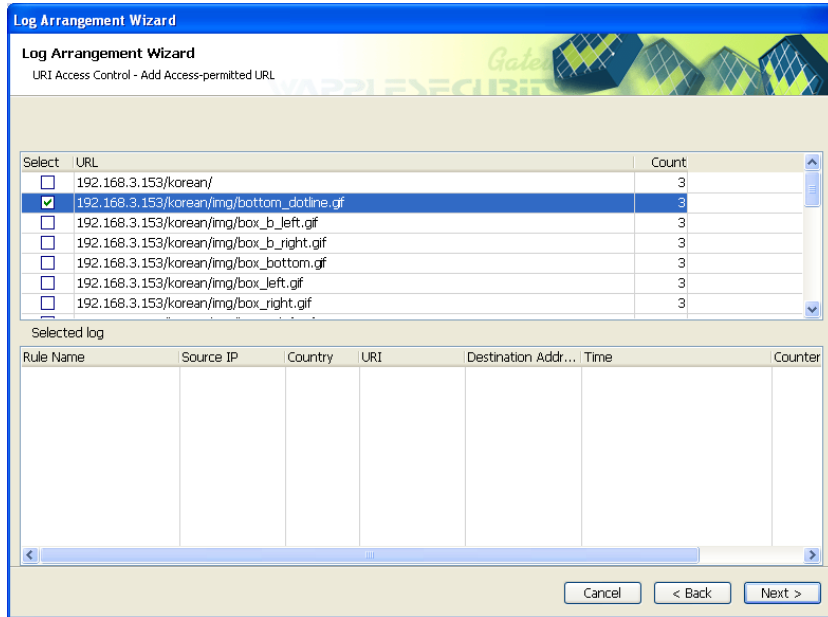 Log Arrangement Wizard
Log Arrangement Wizard
URI Access Control - Add Access-permitted URL
Select URL Count
192.168.3.153/korean/ 3
192.168.3.153/korean/img/bottom_dotline.gif 3
192.168.3.153/korean/img/box_b_left.gif 3
192.168.3.153/korean/img/box_b_right.gif 3
192.168.3.153/korean/img/box_bottom.gif 3
192.168.3.153/korean/img/box_left.gif 3
192.168.3.153/korean/img/box_right.gif 3
Selected log
Rule Name Source IP Country URI Destination Addr... Time Counter
Cancel < Back Next >